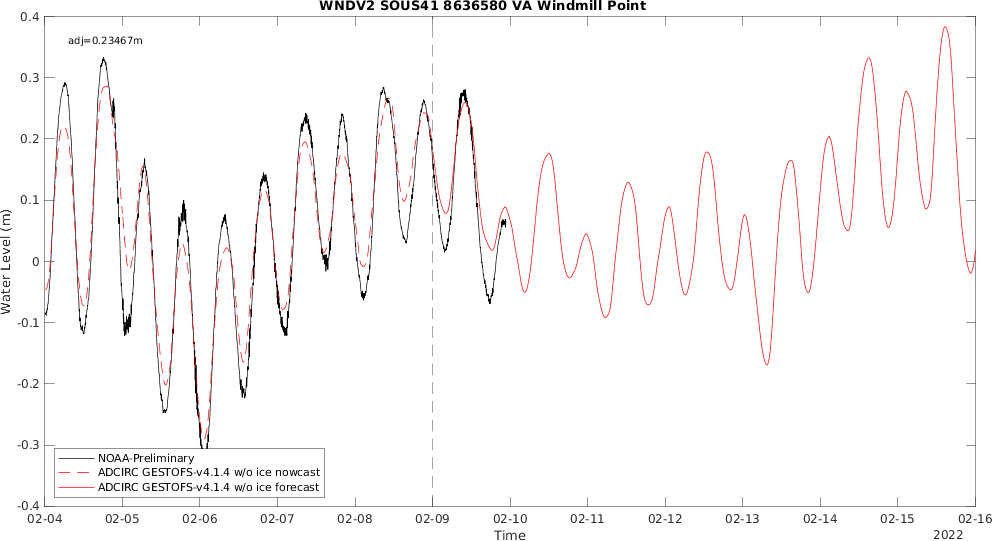 WNDV2 SOUS41 8636580 VA Windmill Point
adj=0.23467m
Water Level (m)
0.4
0.3
0.2
0.1
0
-0.1
-0.2
-0.3
-0.4
NOAA-Preliminary
ADCIRC GESTOFS-v4.1.4 w/o ice nowcast
ADCIRC GESTOFS-v4.1.4 w/o ice forecast
02-04 02-05 02-06 02-07 02-08 02-09 02-10 02-11 02-12 02-13 02-14 02-15 02-16
Time
2022